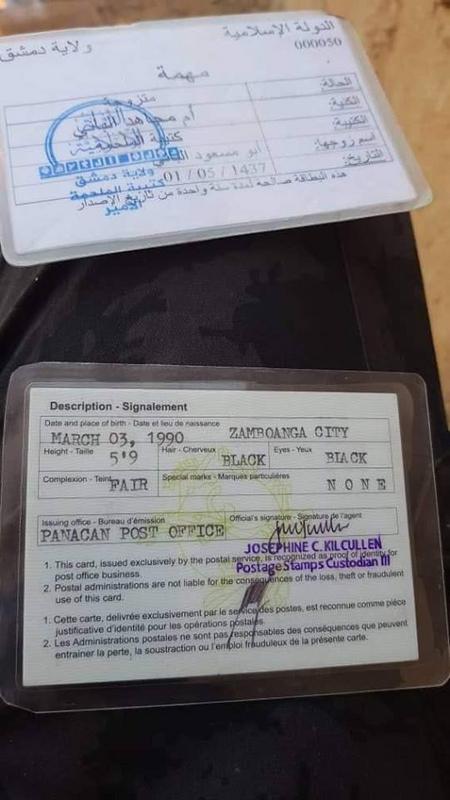 الدولة الإسلامية
ولاية دمشق
000050
مهمة
الحالة:
متزوجة
الكنية:
أم مجاهد
الكتيبة:
كتيبة الملحمة
اسم زوجها:
أبو مسعود
التاريخ:
01 / 05 / 1437
هذه البطاقة صالحة لمدة سنة واحدة من تاريخ الإصدار
ولاية دمشق
كتيبة الملحمة
الأمير
Description - Signalement
Date and place of birth - Date et lieu de naissance
MARCH 03, 1990 ZAMBOANGA CITY
Height - Taille Hair - Cherveux Eyes - Yeux
5'9 BLACK BLACK
Complexion - Teint Special marks - Marques particulières
FAIR NONE
Issuing office - Bureau d'émission Official's signature - Signature de l'agent
PANACAN POST OFFICE
JOSEPHINE C. KILCULLEN
Postage Stamps Custodian III
1. This card, issued exclusively by the postal service, is recognized as proof of identity for
post office business.
2. Postal administrations are not liable for the consequences of the loss, theft or fraudulent
use of this card.
1. Cette carte, delivrée exclusivement par le service des postes, est reconnue comme pièce
justificative d'identité pour les opérations postales.
2. Les Administrations postales ne sont pas responsables des conséquences que peuvent
entrainer la perte, la soustraction ou l'emploi frauduleux de la présente carte.